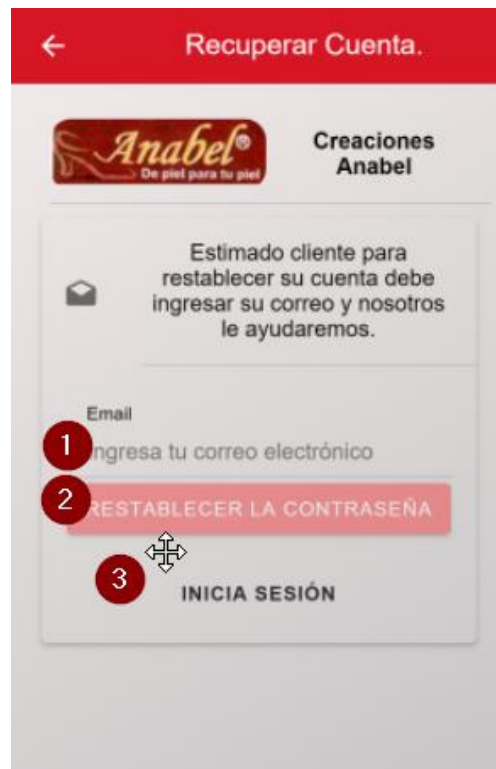 Recuperar Cuenta.
Anabel®
De piel para tu piel
Creaciones
Anabel
Estimado cliente para
restablecer su cuenta debe
ingresar su correo y nosotros
le ayudaremos.
Email
1 Ingresa tu correo electrónico
2 RESTABLECER LA CONTRASEÑA
3
INICIA SESIÓN